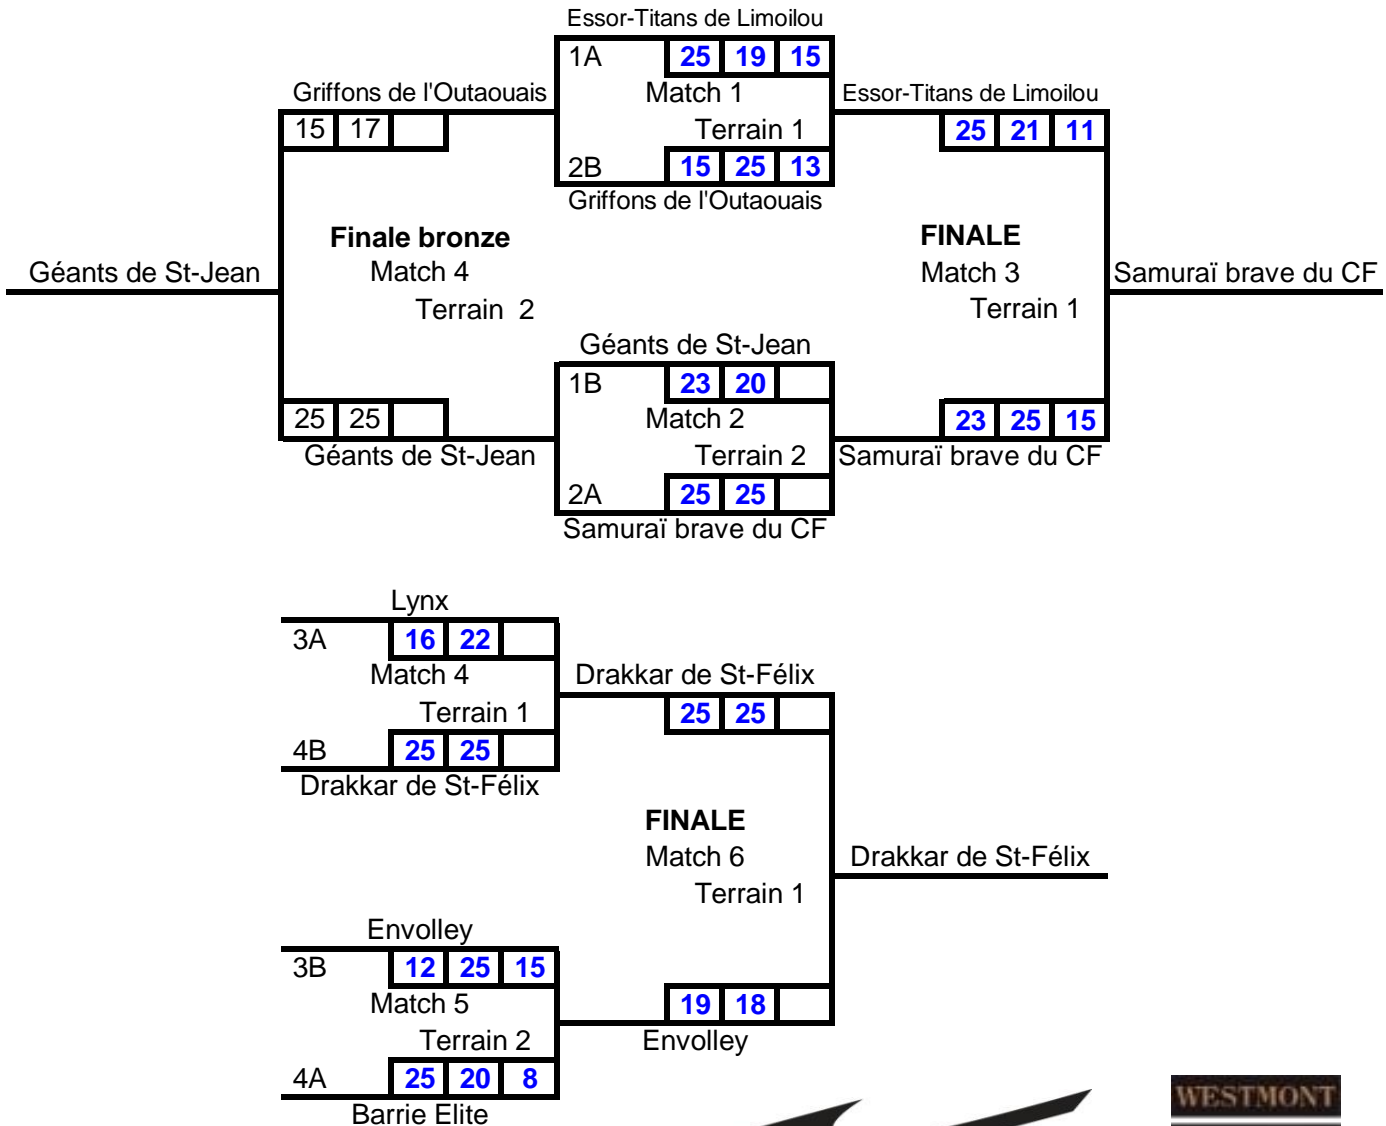 Essor-Titans de Limoilou
1A 25 19 15
Griffons de l'Outaouais Match 1 Essor-Titans de Limoilou
15 17 Terrain 1 25 21 11
2B 15 25 13
Griffons de l'Outaouais
Finale bronze FINALE
Géants de St-Jean Match 4 Match 3 Samuraï brave du CF
Terrain 2 Terrain 1
Géants de St-Jean
1B 23 20
25 25 Match 2 23 25 15
Géants de St-Jean Terrain 2 Samuraï brave du CF
2A 25 25
Samuraï brave du CF
Lynx
3A 16 22
Match 4 Drakkar de St-Félix
Terrain 1 25 25
4B 25 25
Drakkar de St-Félix
FINALE
Match 6 Drakkar de St-Félix
Terrain 1
Envolley
3B 12 25 15
Match 5 19 18
Terrain 2 Envolley
4A 25 20 8
Barrie Elite
WESTMONT